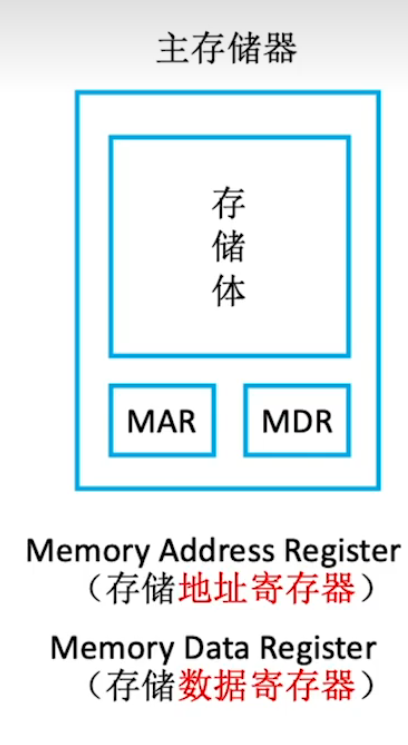 主存储器
存
储
体
MAR MDR
Memory Address Register
（存储地址寄存器）
Memory Data Register
（存储数据寄存器）